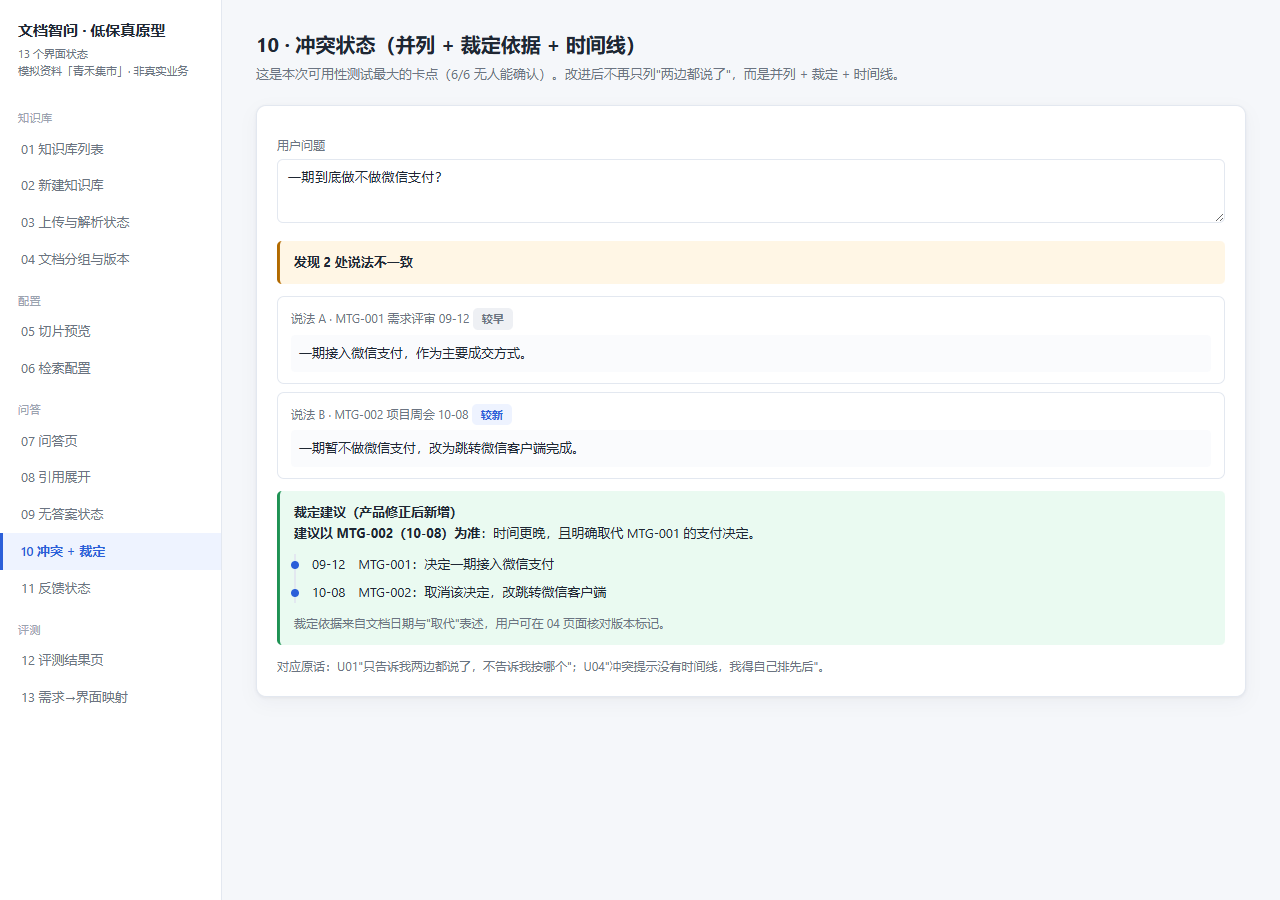 文档智问 · 低保真原型
13 个界面状态
模拟资料「青禾集市」· 非真实业务
知识库
01 知识库列表
02 新建知识库
03 上传与解析状态
04 文档分组与版本
配置
05 切片预览
06 检索配置
问答
07 问答页
08 引用展开
09 无答案状态
10 冲突 + 裁定
11 反馈状态
评测
12 评测结果页
13 需求→界面映射
10 · 冲突状态（并列 + 裁定依据 + 时间线）
这是本次可用性测试最大的卡点（6/6 无人能确认）。改进后不再只列"两边都说了"，而是并列 + 裁定 + 时间线。
用户问题
一期到底做不做微信支付？
发现 2 处说法不一致
说法 A · MTG-001 需求评审 09-12 较早
一期接入微信支付，作为主要成交方式。
说法 B · MTG-002 项目周会 10-08 较新
一期暂不做微信支付，改为跳转微信客户端完成。
裁定建议（产品修正后新增）
建议以 MTG-002（10-08）为准：时间更晚，且明确取代 MTG-001 的支付决定。
09-12 MTG-001：决定一期接入微信支付
10-08 MTG-002：取消该决定，改跳转微信客户端
裁定依据来自文档日期与"取代"表述，用户可在 04 页面核对版本标记。
对应原话：U01"只告诉我两边都说了，不告诉我按哪个"；U04"冲突提示没有时间线，我得自己排先后"。